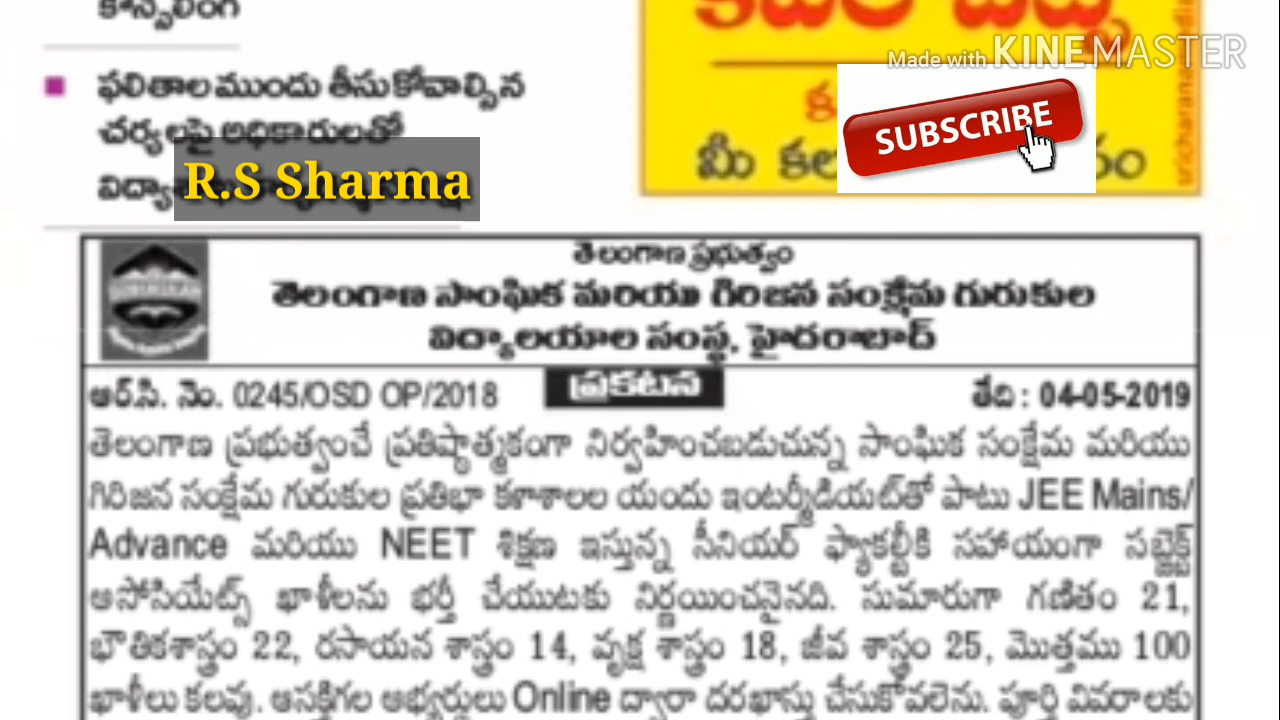 కౌన్సిలింగ్
Made with KINEMASTER
SUBSCRIBE
ఫలితాల ముందు తీసుకోవాల్సిన
చర్యలపై అధికారులతో
R.S Sharma
మీ
తెలంగాణ ప్రభుత్వం
తెలంగాణ సాంఘిక మరియు గిరిజన సంక్షేమ గురుకుల
విద్యాలయాల సంస్థ, హైదరాబాద్
ఆర్.సి. నెం. 0245/OSD OP/2018 ప్రకటన తేది : 04-05-2019
తెలంగాణ ప్రభుత్వంచే ప్రతిష్ఠాత్మకంగా నిర్వహించబడుచున్న సాంఘిక సంక్షేమ మరియు
గిరిజన సంక్షేమ గురుకుల ప్రతిభా కళాశాలల యందు ఇంటర్మీడియట్‌తో పాటు JEE Mains/
Advance మరియు NEET శిక్షణ ఇస్తున్న సీనియర్ ఫ్యాకల్టీకి సహాయంగా సబ్జెక్ట్
అసోసియేట్స్ ఖాళీలను భర్తీ చేయుటకు నిర్ణయించనైనది. సుమారుగా గణితం 21,
భౌతికశాస్త్రం 22, రసాయన శాస్త్రం 14, వృక్ష శాస్త్రం 18, జీవ శాస్త్రం 25, మొత్తము 100
ఖాళీలు కలవు. ఆసక్తిగల అభ్యర్థులు Online ద్వారా దరఖాస్తు చేసుకోవలెను. పూర్తి వివరాలకు